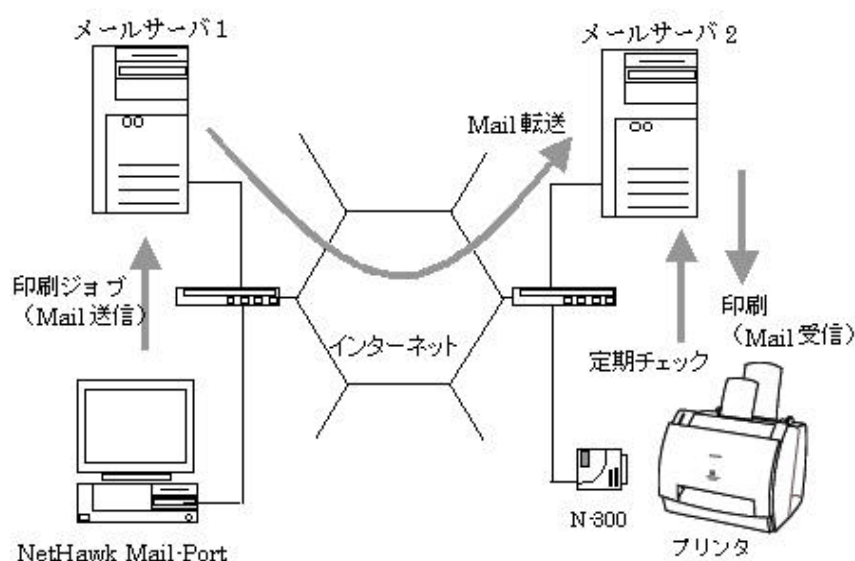 メールサーバ1
メールサーバ2
Mail転送
印刷ジョブ
(Mail送信)
インターネット
定期チェック
印刷
(Mail受信)
N-300
プリンタ
NetHawk Mail-Port